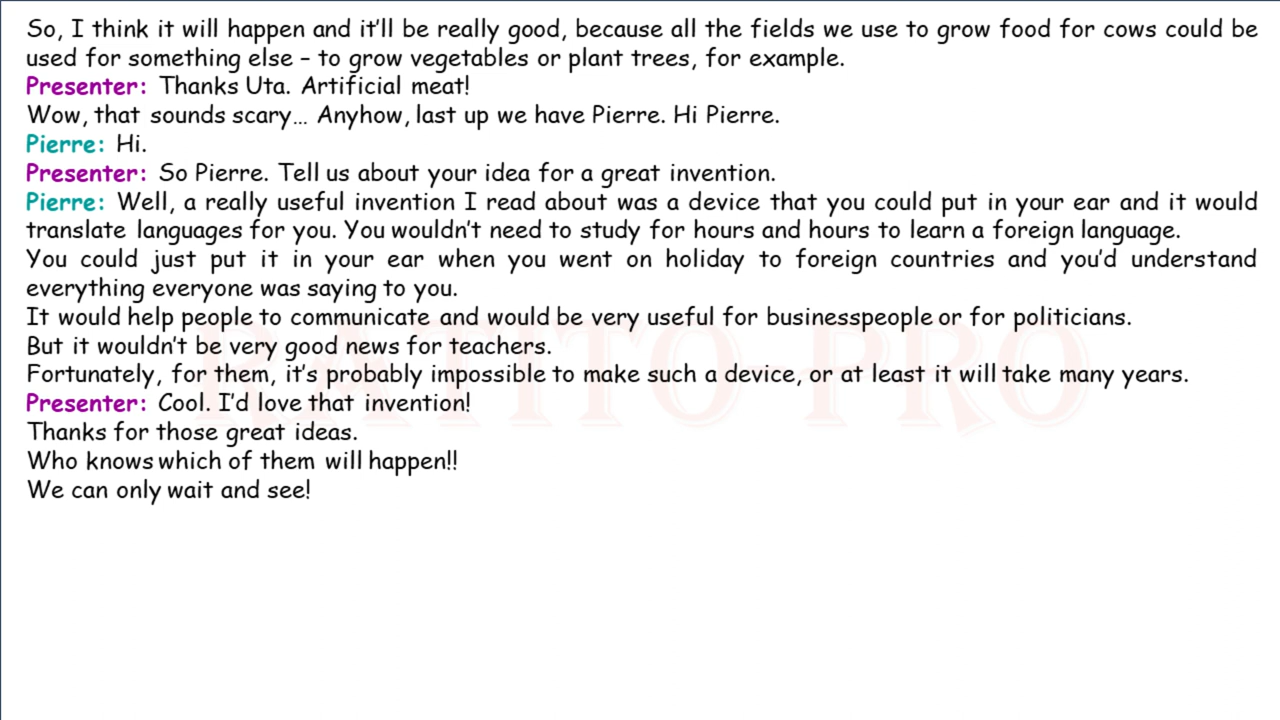 So, I think it will happen and it'll be really good, because all the fields we use to grow food for cows could be
used for something else – to grow vegetables or plant trees, for example.
Presenter: Thanks Uta. Artificial meat!
Wow, that sounds scary... Anyhow, last up we have Pierre. Hi Pierre.
Pierre: Hi.
Presenter: So Pierre. Tell us about your idea for a great invention.
Pierre: Well, a really useful invention I read about was a device that you could put in your ear and it would
translate languages for you. You wouldn't need to study for hours and hours to learn a foreign language.
You could just put it in your ear when you went on holiday to foreign countries and you'd understand
everything everyone was saying to you.
It would help people to communicate and would be very useful for businesspeople or for politicians.
But it wouldn't be very good news for teachers.
Fortunately, for them, it's probably impossible to make such a device, or at least it will take many years.
Presenter: Cool. I'd love that invention!
Thanks for those great ideas.
Who knows which of them will happen!!
We can only wait and see!
RATITO PRO